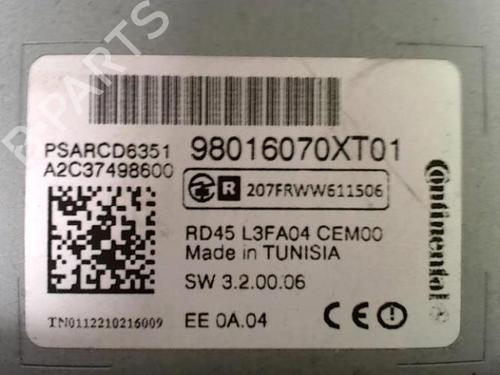 B-PARTS
PSARCD6351 98016070XT01
A2C37498600
R 207FRWW611506
RD45 L3FA04 CEM00
Made in TUNISIA
SW 3.2.00.06
TN0112210216009 EE 0A.04 CE
Continental